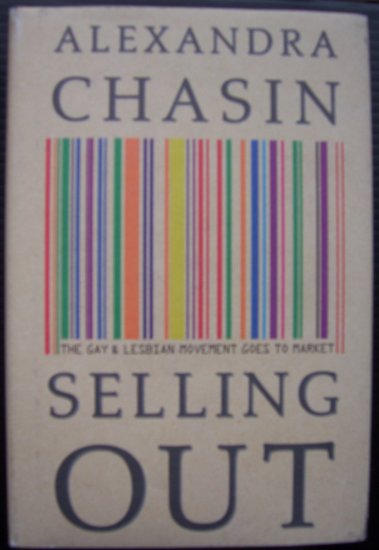 ALEXANDRA
CHASIN
THE GAY & LESBIAN MOVEMENT GOES TO MARKET
SELLING
OUT